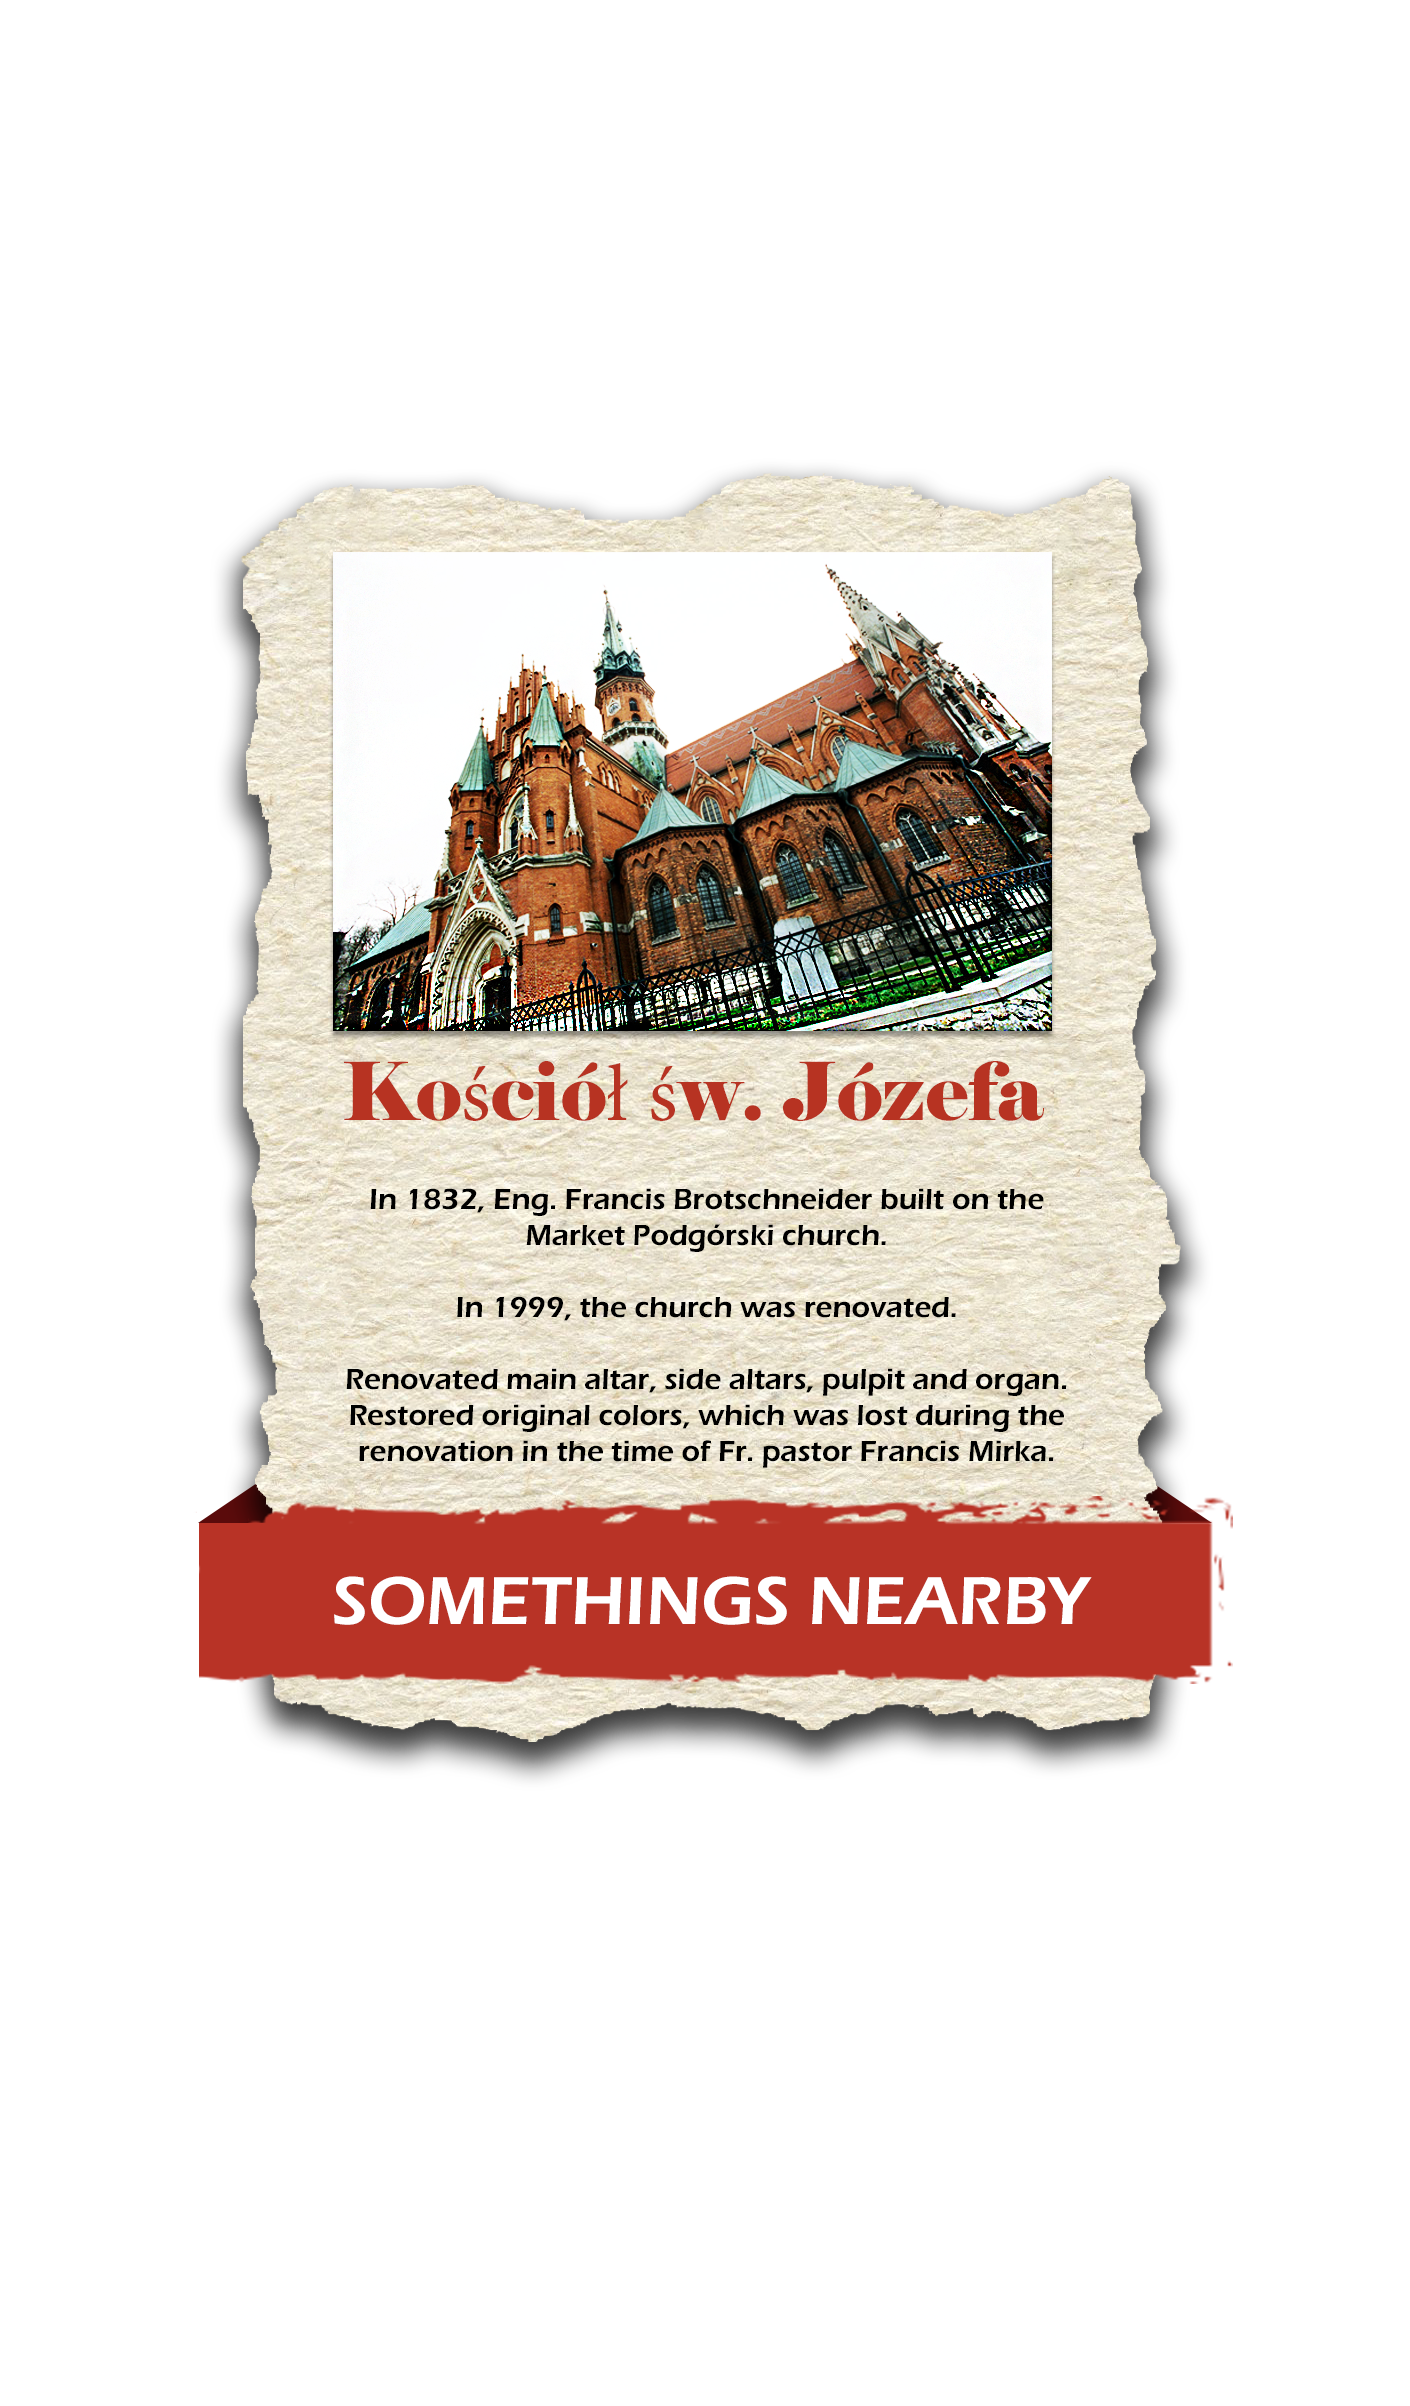 Kościół św. Józefa
In 1832, Eng. Francis Brotschneider built on the
Market Podgórski church.
In 1999, the church was renovated.
Renovated main altar, side altars, pulpit and organ.
Restored original colors, which was lost during the
renovation in the time of Fr. pastor Francis Mirka.
SOMETHINGS NEARBY